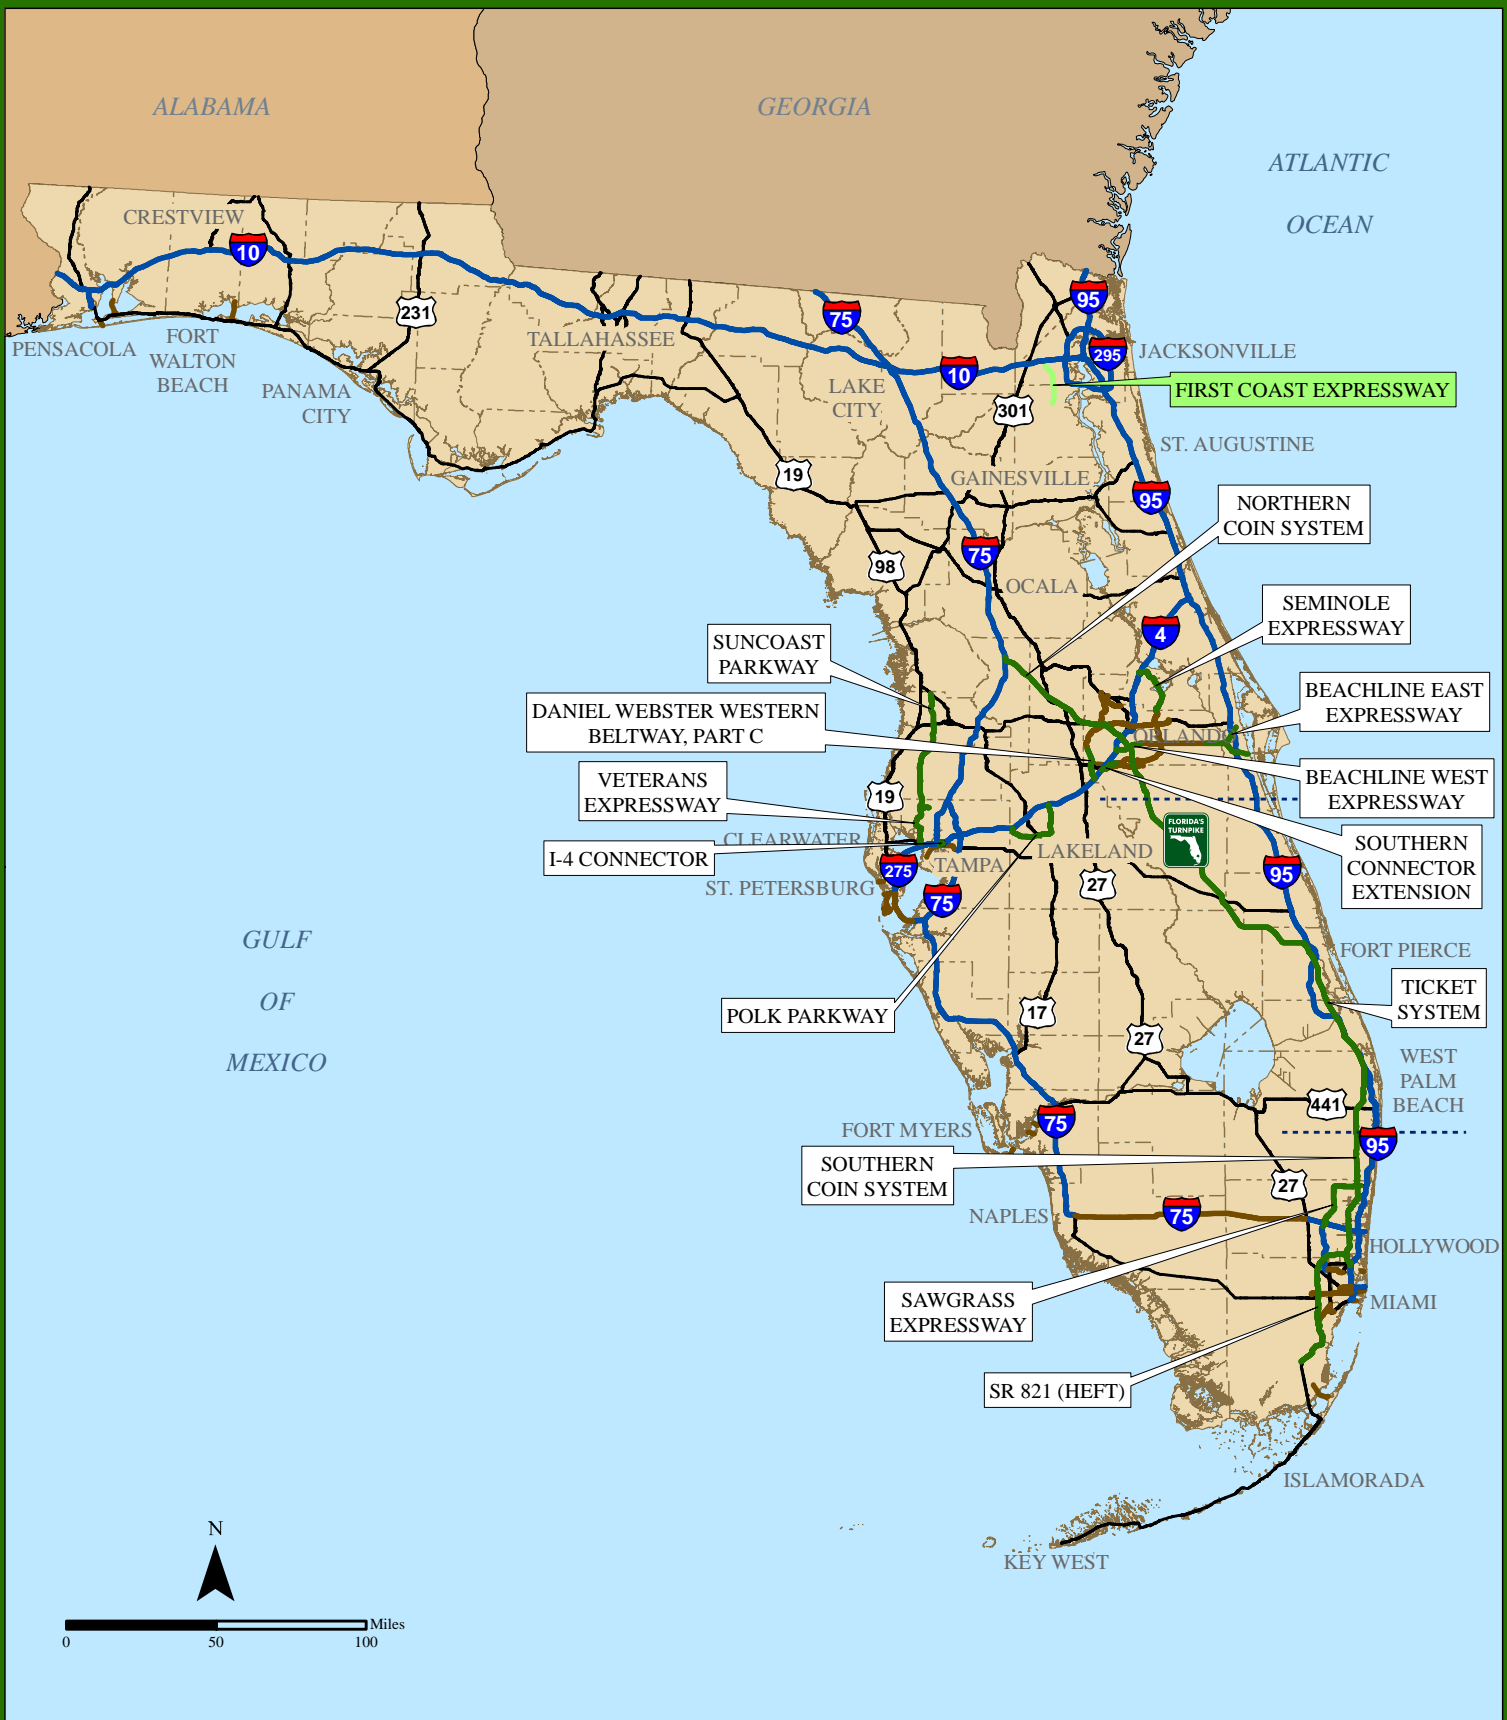 ALABAMA
GEORGIA
ATLANTIC
OCEAN
CRESTVIEW
10
231
PENSACOLA
FORT
WALTON
BEACH
PANAMA
CITY
TALLAHASSEE
75
95
295
JACKSONVILLE
10
LAKE
CITY
FIRST COAST EXPRESSWAY
301
ST. AUGUSTINE
19
GAINESVILLE
95
NORTHERN
COIN SYSTEM
75
98
OCALA
SEMINOLE
EXPRESSWAY
4
SUNCOAST
PARKWAY
BEACHLINE EAST
EXPRESSWAY
DANIEL WEBSTER WESTERN
BELTWAY, PART C
ORLANDO
VETERANS
EXPRESSWAY
19
BEACHLINE WEST
EXPRESSWAY
FLORIDA'S
TURNPIKE
CLEARWATER
I-4 CONNECTOR
TAMPA
LAKELAND
SOUTHERN
CONNECTOR
EXTENSION
275
ST. PETERSBURG
75
27
95
GULF
OF
MEXICO
FORT PIERCE
POLK PARKWAY
17
27
TICKET
SYSTEM
WEST
PALM
BEACH
441
FORT MYERS
75
95
SOUTHERN
COIN SYSTEM
27
NAPLES
75
HOLLYWOOD
SAWGRASS
EXPRESSWAY
MIAMI
SR 821 (HEFT)
ISLAMORADA
KEY WEST
N
Miles
0 50 100